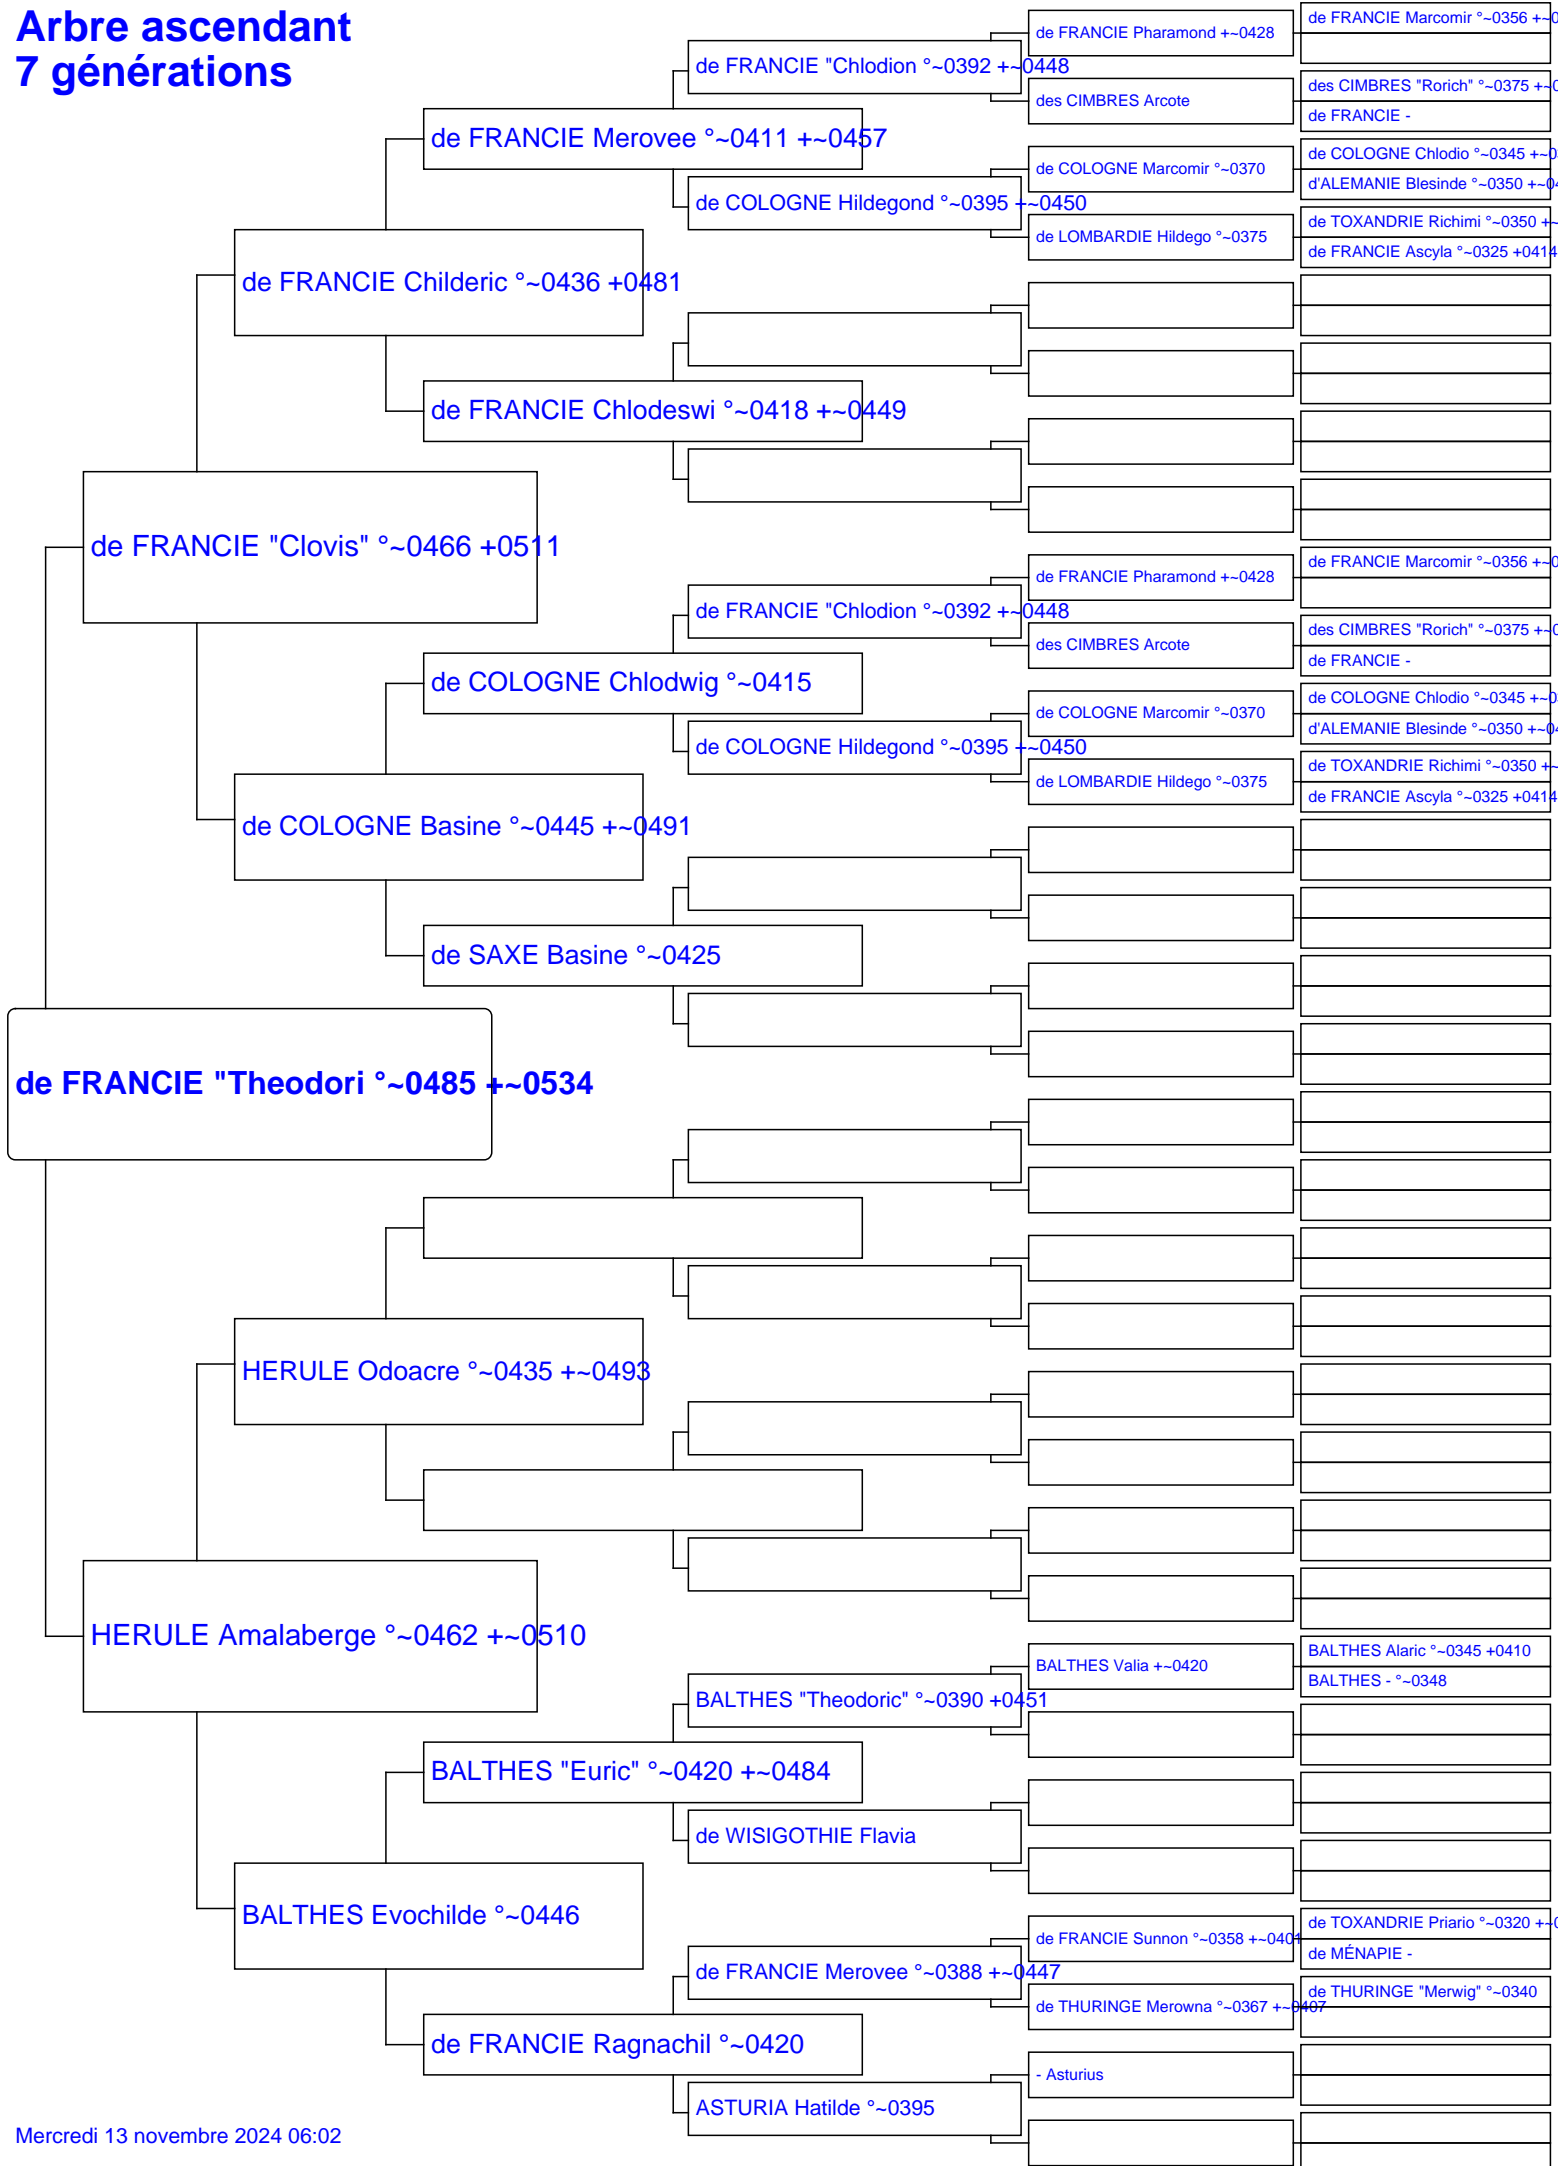 Arbre ascendant
7 générations
de FRANCIE Marcomir °~0356 +~0
de FRANCIE Pharamond +~0428
de FRANCIE "Chlodion °~0392 +~0448
des CIMBRES "Rorich" °~0375 +~0
des CIMBRES Arcote
de FRANCIE -
de FRANCIE Merovee °~0411 +~0457
de COLOGNE Chlodio °~0345 +~0
de COLOGNE Marcomir °~0370
d'ALEMANIE Blesinde °~0350 +~04
de COLOGNE Hildegond °~0395 +~0450
de TOXANDRIE Richimi °~0350 +~
de LOMBARDIE Hildego °~0375
de FRANCIE Ascyla °~0325 +0414
de FRANCIE Childeric °~0436 +0481
de FRANCIE Chlodeswi °~0418 +~0449
de FRANCIE "Clovis" °~0466 +0511
de FRANCIE Marcomir °~0356 +~0
de FRANCIE Pharamond +~0428
de FRANCIE "Chlodion °~0392 +~0448
des CIMBRES "Rorich" °~0375 +~0
des CIMBRES Arcote
de FRANCIE -
de COLOGNE Chlodwig °~0415
de COLOGNE Chlodio °~0345 +~0
de COLOGNE Marcomir °~0370
d'ALEMANIE Blesinde °~0350 +~04
de COLOGNE Hildegond °~0395 +~0450
de TOXANDRIE Richimi °~0350 +~
de LOMBARDIE Hildego °~0375
de FRANCIE Ascyla °~0325 +0414
de COLOGNE Basine °~0445 +~0491
de SAXE Basine °~0425
de FRANCIE "Theodori °~0485 +~0534
HERULE Odoacre °~0435 +~0493
HERULE Amalaberge °~0462 +~0510
BALTHES Alaric °~0345 +0410
BALTHES Valia +~0420
BALTHES - °~0348
BALTHES "Theodoric" °~0390 +0451
BALTHES "Euric" °~0420 +~0484
de WISIGOTHIE Flavia
BALTHES Evochilde °~0446
de TOXANDRIE Priario °~0320 +~0
de FRANCIE Sunnon °~0358 +~0401
de MÉNAPIE -
de FRANCIE Merovee °~0388 +~0447
de THURINGE "Merwig" °~0340
de THURINGE Merowna °~0367 +~0407
de FRANCIE Ragnachil °~0420
- Asturius
ASTURIA Hatilde °~0395
Mercredi 13 novembre 2024 06:02